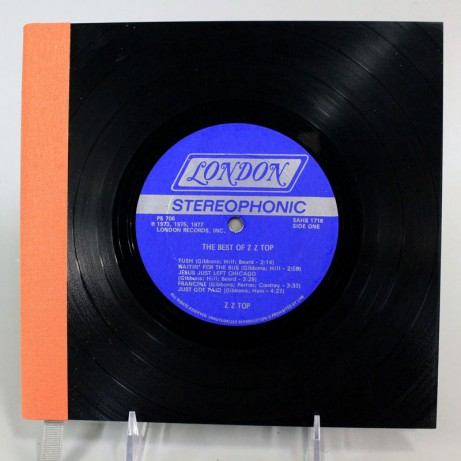 LONDON
STEREOPHONIC
PS 706 SAHS 1718
℗ 1973, 1975, 1977 SIDE ONE
LONDON RECORDS, INC.
THE BEST OF Z Z TOP
TUSH (Gibbons; Hill; Beard - 2:14)
WAITIN' FOR THE BUS (Gibbons; Hill - 2:59)
JESUS JUST LEFT CHICAGO
(Gibbons; Hill; Beard - 3:29)
FRANCINE (Gibbons; Perron; Cordray - 3:33)
JUST GOT PAID (Gibbons; Ham - 4:27)
Z Z TOP